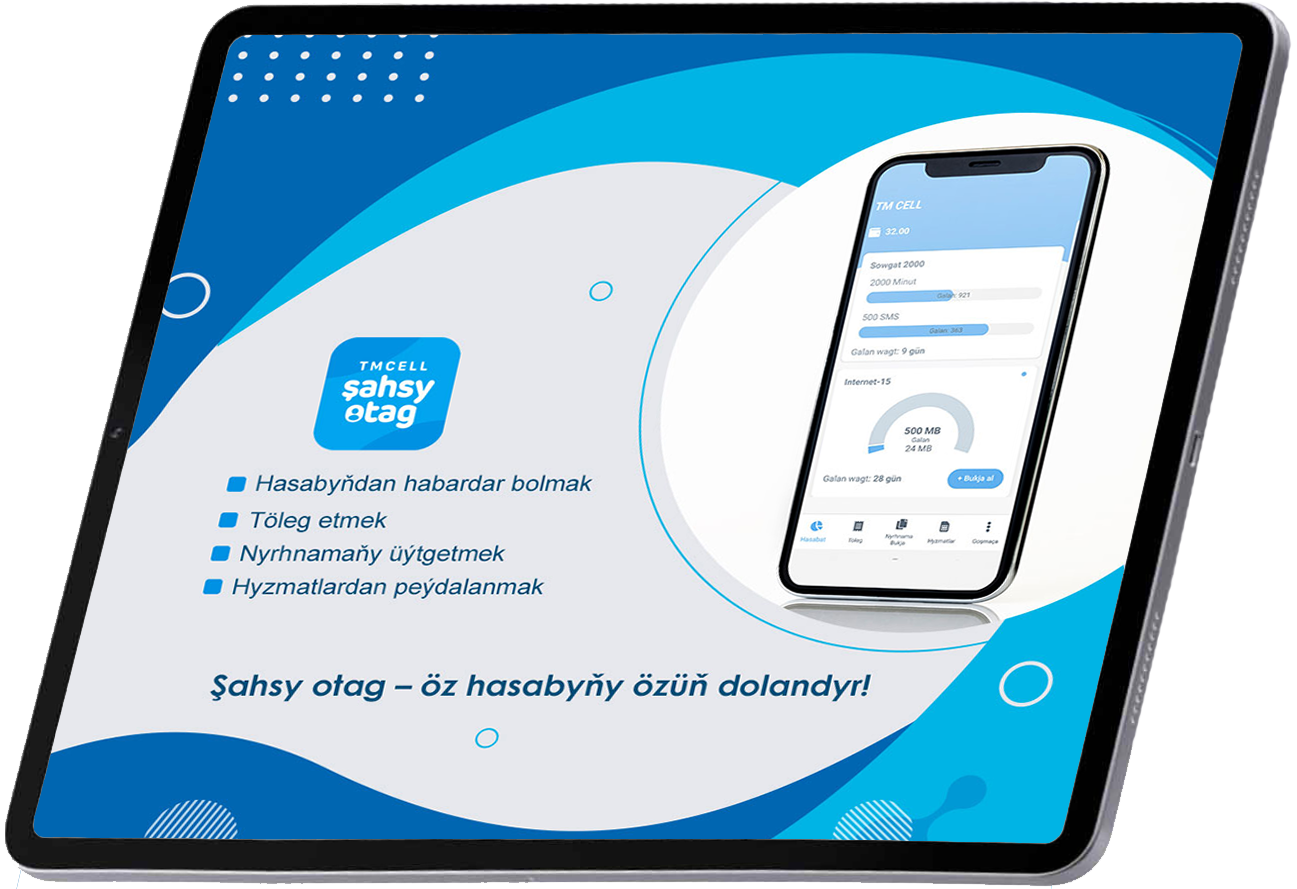 TMCELL
şahsy
otag
Hasabyňdan habardar bolmak
Töleg etmek
Nyrhnamaňy üýtgetmek
Hyzmatlardan peýdalanmak
Şahsy otag – öz hasabyňy özüň dolandyr!
TM CELL
32.00
Sowgat 2000
2000 Minut
Galan: 921
500 SMS
Galan: 363
Galan wagt: 9 gün
Internet-15
500 MB
Galan
24 MB
Galan wagt: 28 gün
+ Bukja al
Hasabat
Töleg
Nyrhnama
Bukja
Hyzmatlar
Goşmaça